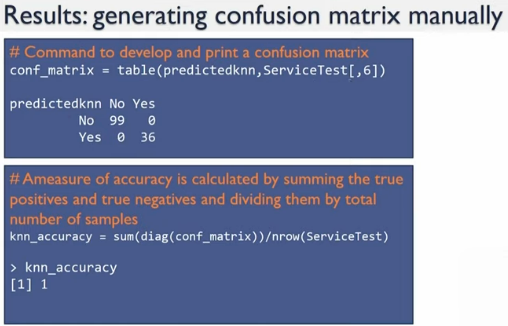 Results: generating confusion matrix manually
# Command to develop and print a confusion matrix
conf_matrix = table(predictedknn,ServiceTest[,6])
predictedknn No Yes
No 99 0
Yes 0 36
# Ameasure of accuracy is calculated by summing the true
positives and true negatives and dividing them by total
number of samples
knn_accuracy = sum(diag(conf_matrix))/nrow(ServiceTest)
> knn_accuracy
[1] 1